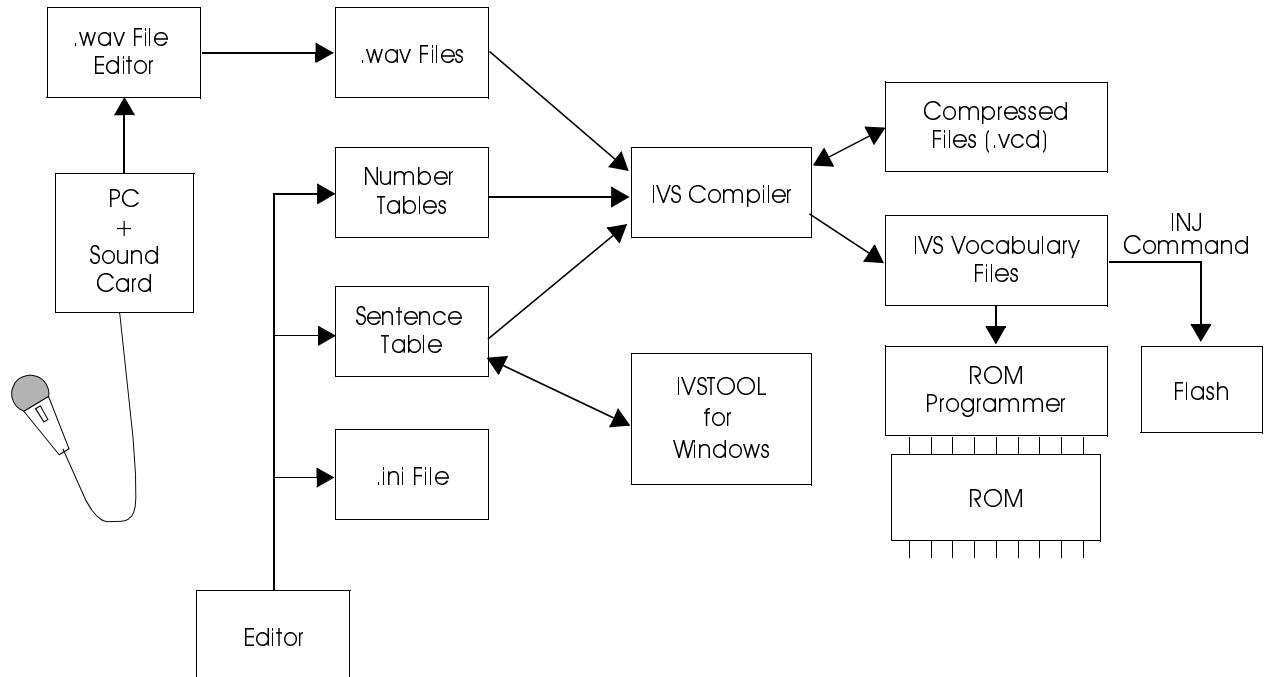 .wav File
Editor
.wav Files
Compressed
Files (.vcd)
PC
+
Sound
Card
Number
Tables
IVS Compiler
IVS Vocabulary
Files
INJ
Command
Sentence
Table
IVSTOOL
for
Windows
ROM
Programmer
Flash
.ini File
ROM
Editor